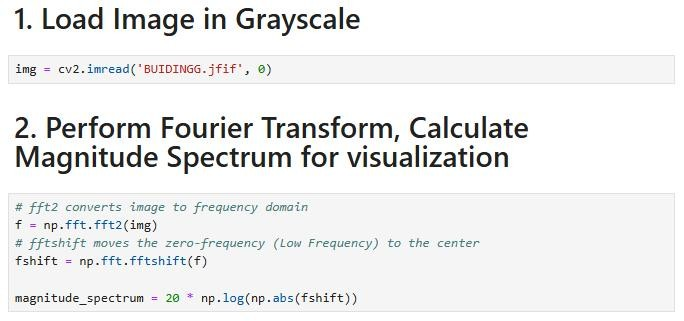 1. Load Image in Grayscale
img = cv2.imread('BUIDINGG.jfif', 0)
2. Perform Fourier Transform, Calculate
Magnitude Spectrum for visualization
# fft2 converts image to frequency domain
f = np.fft.fft2(img)
# fftshift moves the zero-frequency (Low Frequency) to the center
fshift = np.fft.fftshift(f)
magnitude_spectrum = 20 * np.log(np.abs(fshift))